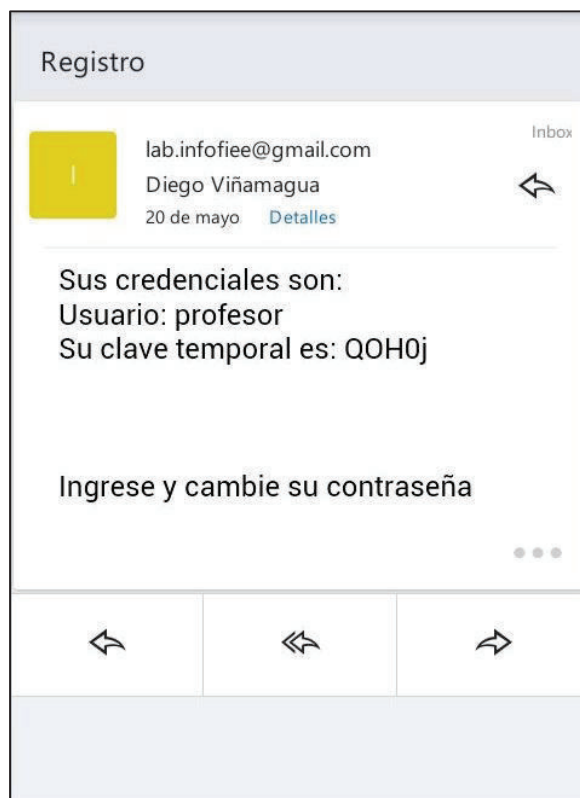 Registro
Inbox
I
lab.infofiee@gmail.com
Diego Viñamagua
20 de mayo Detalles
Sus credenciales son:
Usuario: profesor
Su clave temporal es: QOH0j
Ingrese y cambie su contraseña